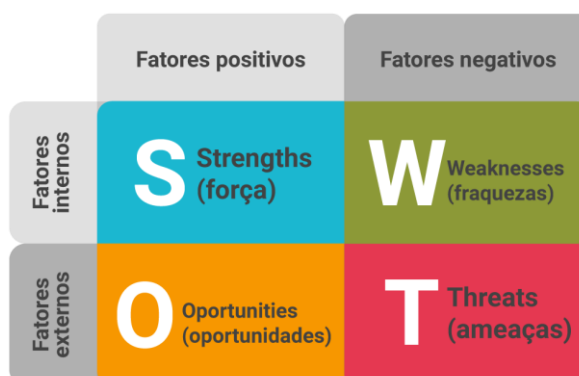 Fatores positivos
Fatores negativos
Fatores
internos
S
Strengths
(força)
W
Weaknesses
(fraquezas)
Fatores
externos
O
Oportunities
(oportunidades)
T
Threats
(ameaças)